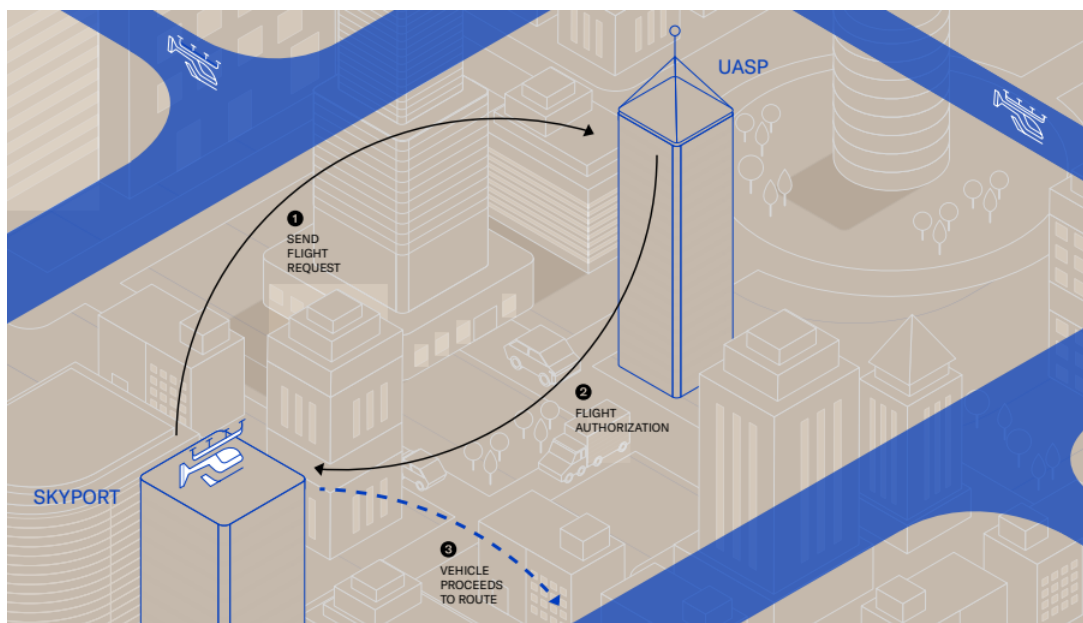 UASP
1
SEND
FLIGHT
REQUEST
2
FLIGHT
AUTHORIZATION
SKYPORT
3
VEHICLE
PROCEEDS
TO ROUTE